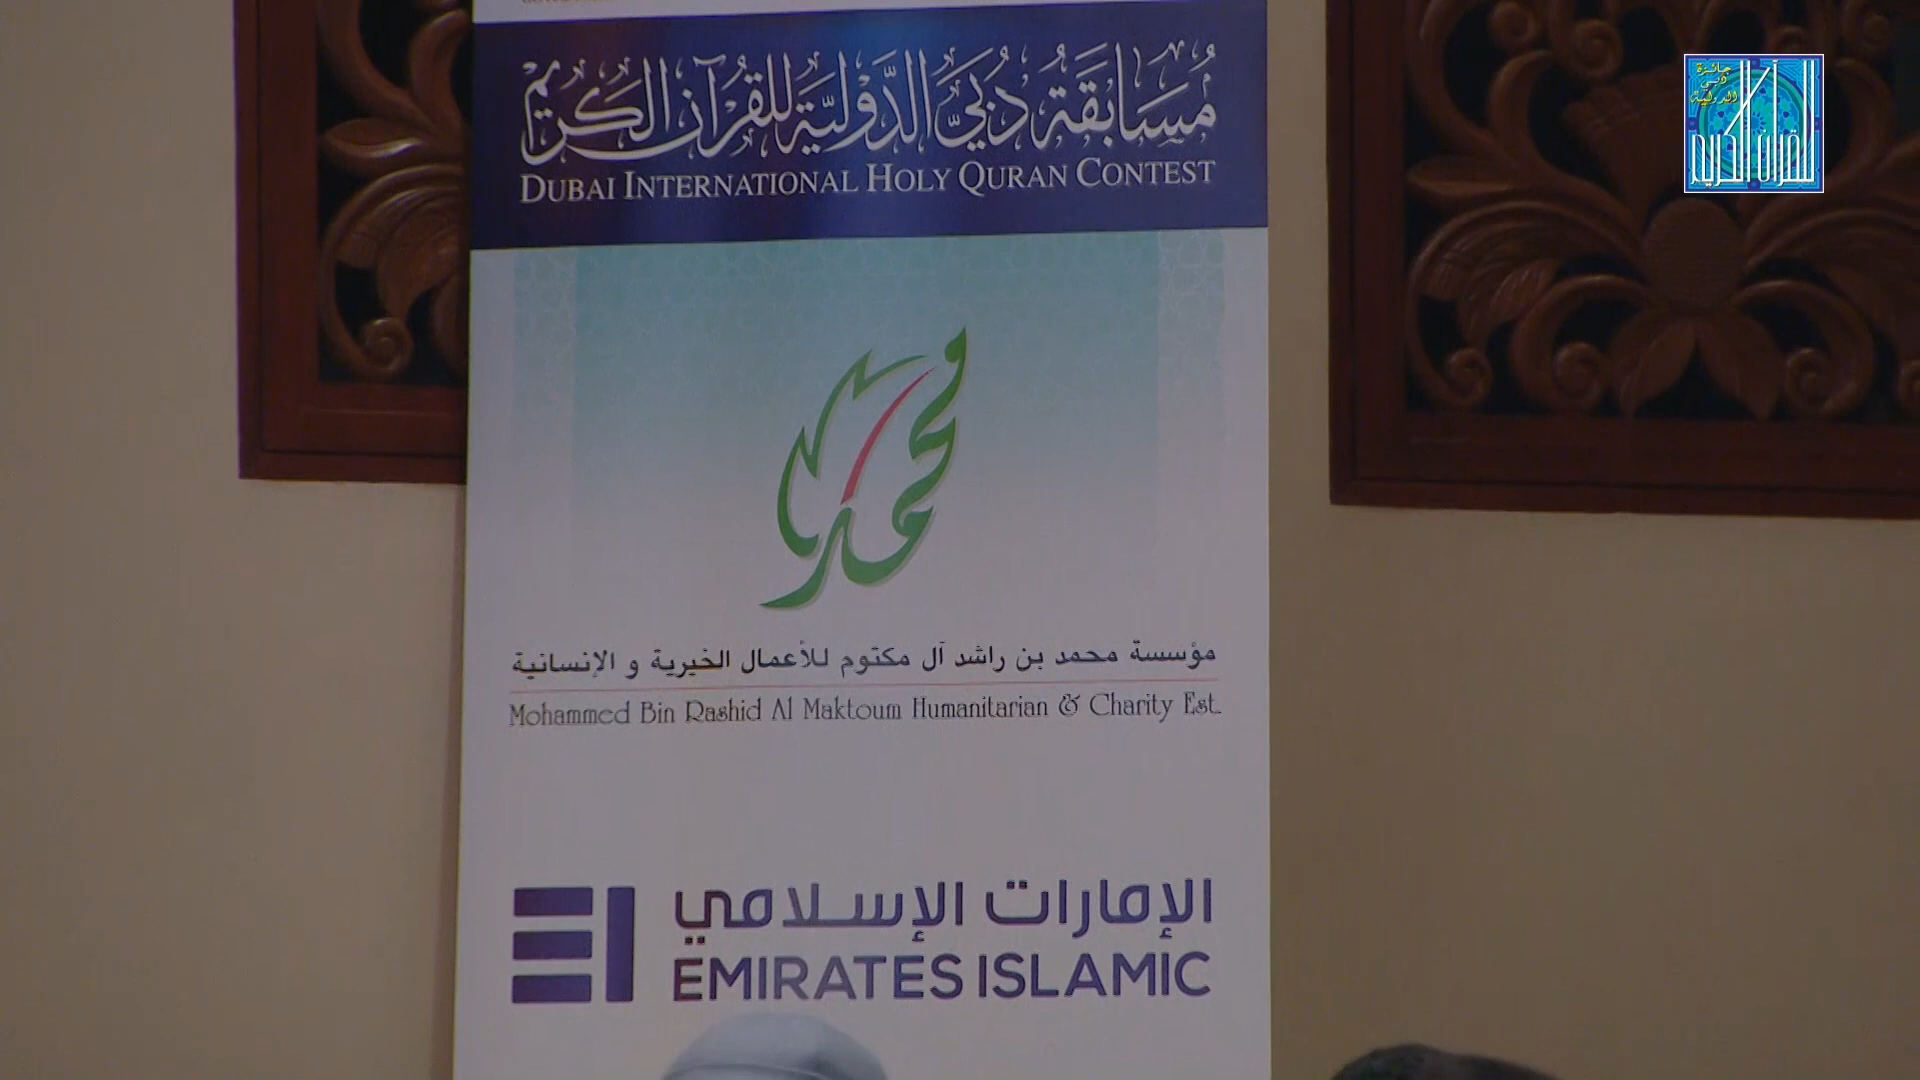 مسابقة دبي الدولية للقرآن الكريم
DUBAI INTERNATIONAL HOLY QURAN CONTEST
محمد
مؤسسة محمد بن راشد آل مكتوم للأعمال الخيرية و الإنسانية
Mohammed Bin Rashid Al Maktoum Humanitarian & Charity Est.
الإمارات الإسلامي
EMIRATES ISLAMIC
جائزة
دبي
الدولية
للقرآن الكريم